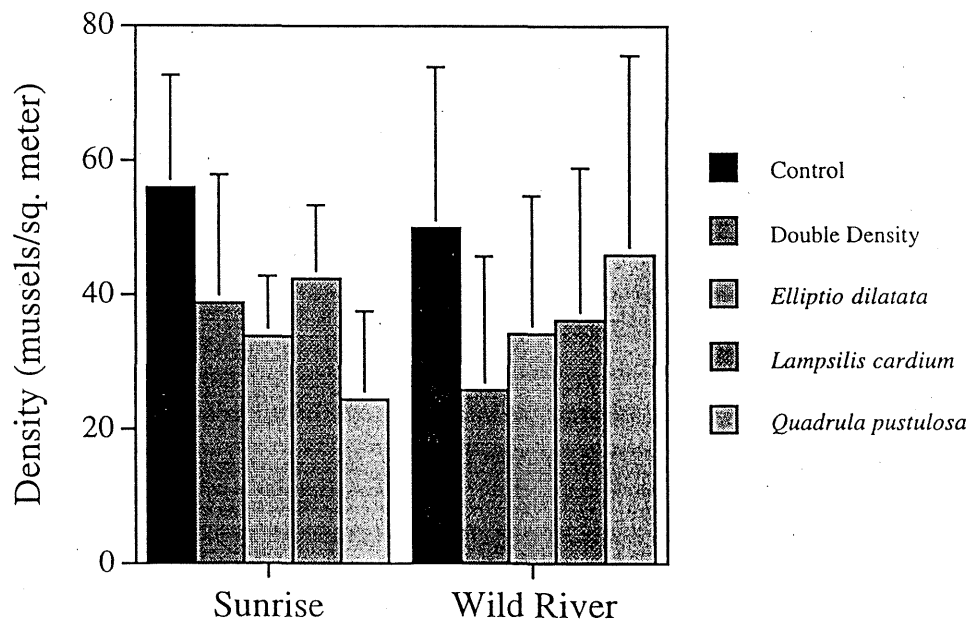 80
60
40
20
0
Density (mussels/sq. meter)
Sunrise
Wild River
Control
Double Density
Elliptio dilatata
Lampsilis cardium
Quadrula pustulosa